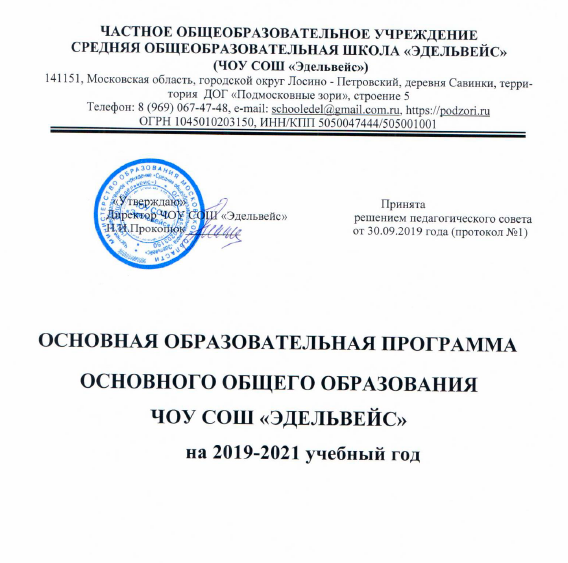 ЧАСТНОЕ ОБЩЕОБРАЗОВАТЕЛЬНОЕ УЧРЕЖДЕНИЕ
СРЕДНЯЯ ОБЩЕОБРАЗОВАТЕЛЬНАЯ ШКОЛА «ЭДЕЛЬВЕЙС»
(ЧОУ СОШ «Эдельвейс»)
141151, Московская область, городской округ Лосино - Петровский, деревня Савинки, терри-
тория ДОГ «Подмосковные зори», строение 5
Телефон: 8 (969) 067-47-48, e-mail: schooledel@gmail.com.ru, https://podzori.ru
ОГРН 1045010203150, ИНН/КПП 5050047444/505001001
«Утверждаю»
Директор ЧОУ СОШ «Эдельвейс»
Н.И.Прокопюк
Принята
решением педагогического совета
от 30.09.2019 года (протокол №1)
МИНИСТЕРСТВО ОБРАЗОВАНИЯ МОСКОВСКОЙ ОБЛАСТИ
ОСНОВНАЯ ОБРАЗОВАТЕЛЬНАЯ ПРОГРАММА
ОСНОВНОГО ОБЩЕГО ОБРАЗОВАНИЯ
ЧОУ СОШ «ЭДЕЛЬВЕЙС»
на 2019-2021 учебный год